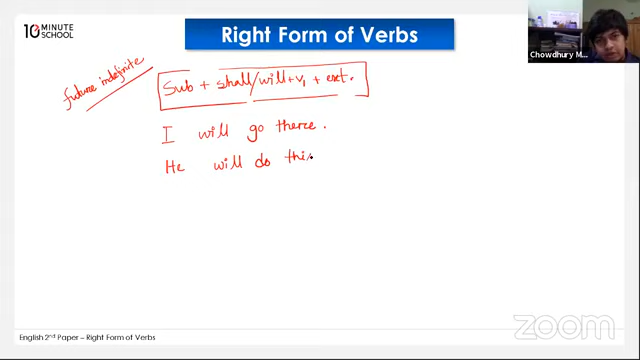 10 MINUTE SCHOOL
Right Form of Verbs
Chowdhury M...
future indefinite
Sub + shall/will + V1 + ext.
I will go there.
He will do thi
English 2nd Paper – Right Form of Verbs
zoom